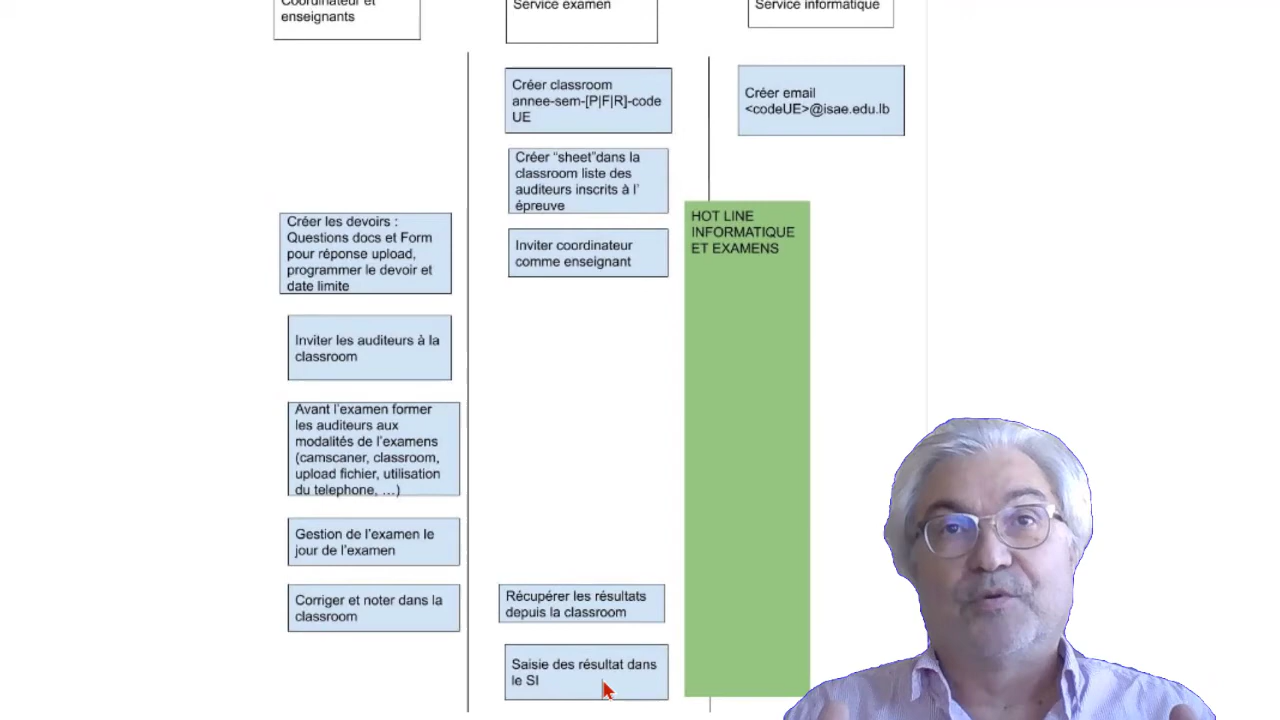 Coordinateur et
enseignants
Service examen
Service informatique
Créer classroom
annee-sem-[P|F|R]-code
UE
Créer email
<codeUE>@isae.edu.lb
Créer “sheet”dans la
classroom liste des
auditeurs inscrits à l’
épreuve
HOT LINE
INFORMATIQUE
ET EXAMENS
Créer les devoirs :
Questions docs et Form
pour réponse upload,
programmer le devoir et
date limite
Inviter coordinateur
comme enseignant
Inviter les auditeurs à la
classroom
Avant l’examen former
les auditeurs aux
modalités de l’examens
(camscaner, classroom,
upload fichier, utilisation
du telephone, …)
Gestion de l’examen le
jour de l’examen
Corriger et noter dans la
classroom
Récupérer les résultats
depuis la classroom
Saisie des résultat dans
le SI